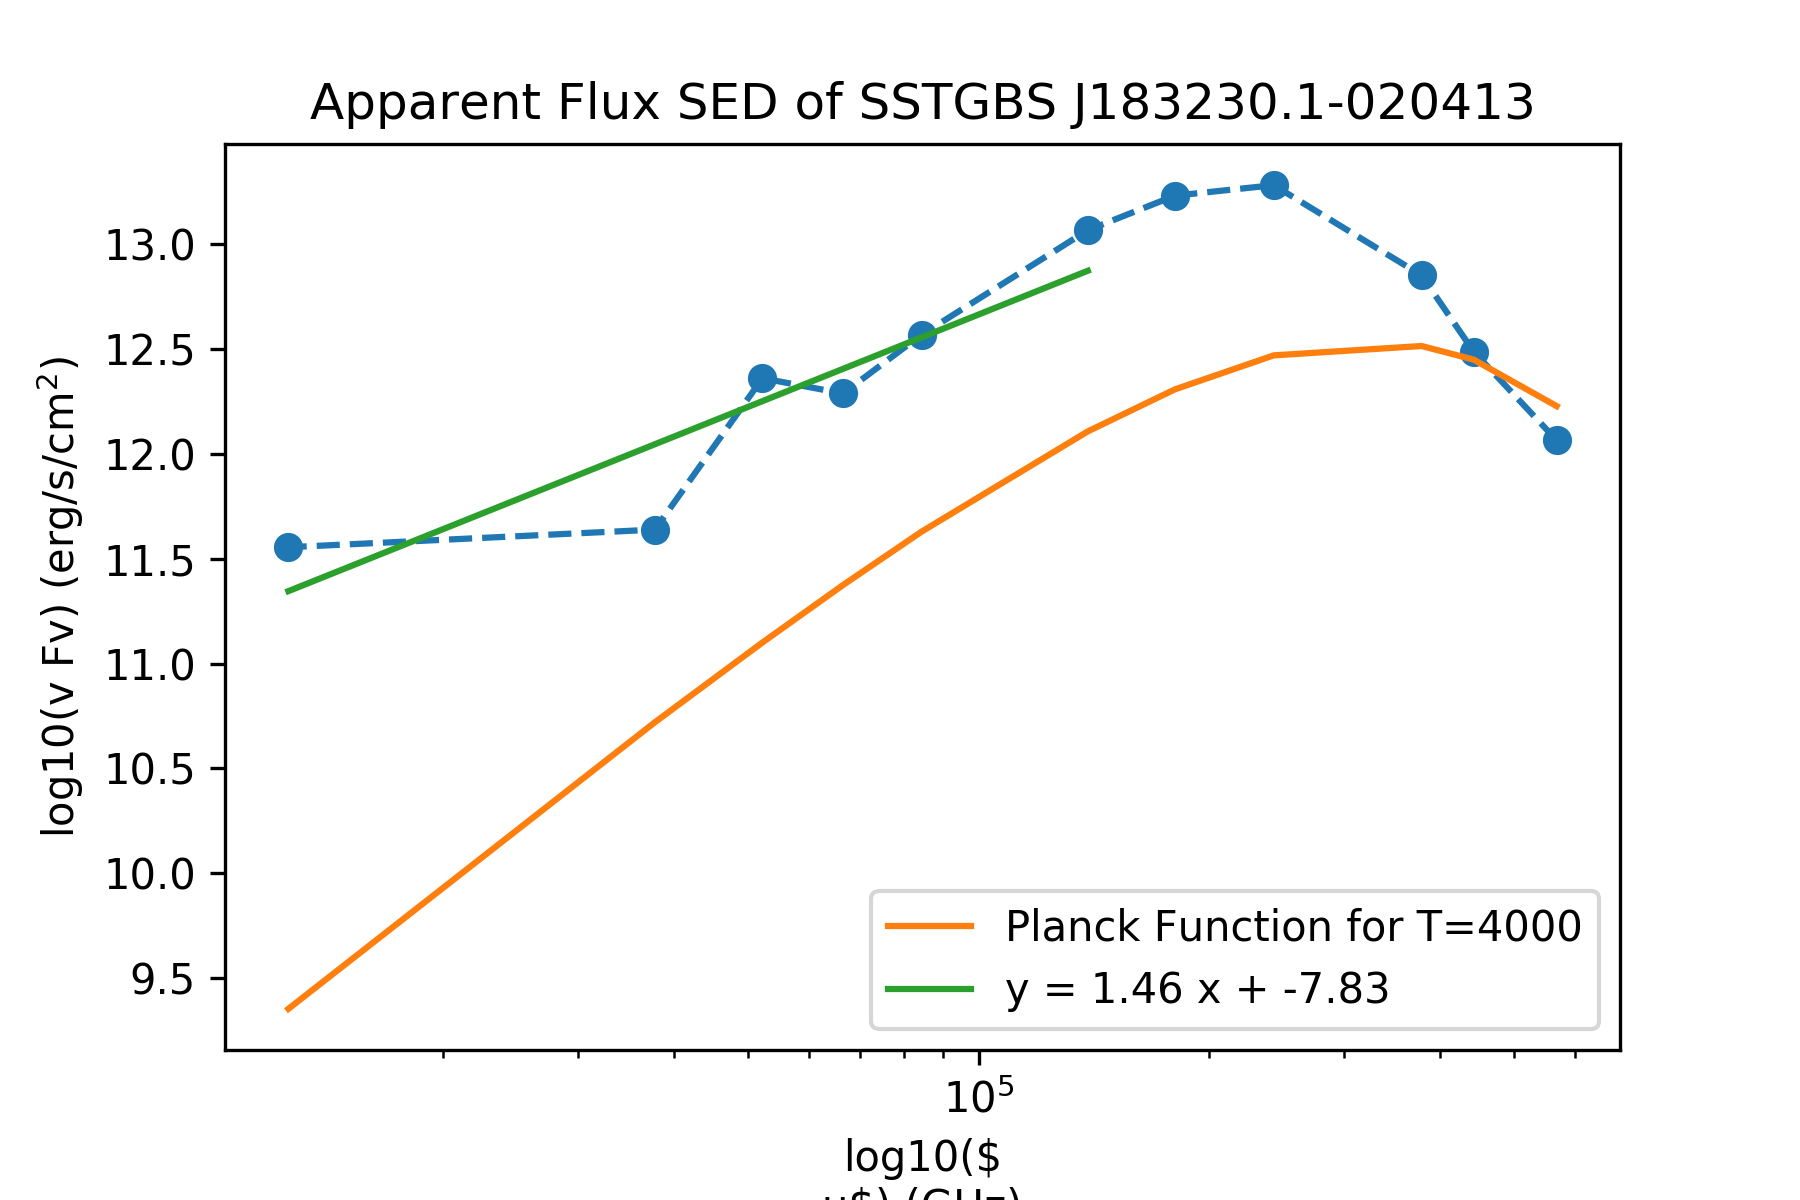 Apparent Flux SED of SSTGBS J183230.1-020413
log10(v Fv) (erg/s/cm²)
13.0
12.5
12.0
11.5
11.0
10.5
10.0
9.5
Planck Function for T=4000
y = 1.46 x + -7.83
10⁵
log10($
u$) (GHz)